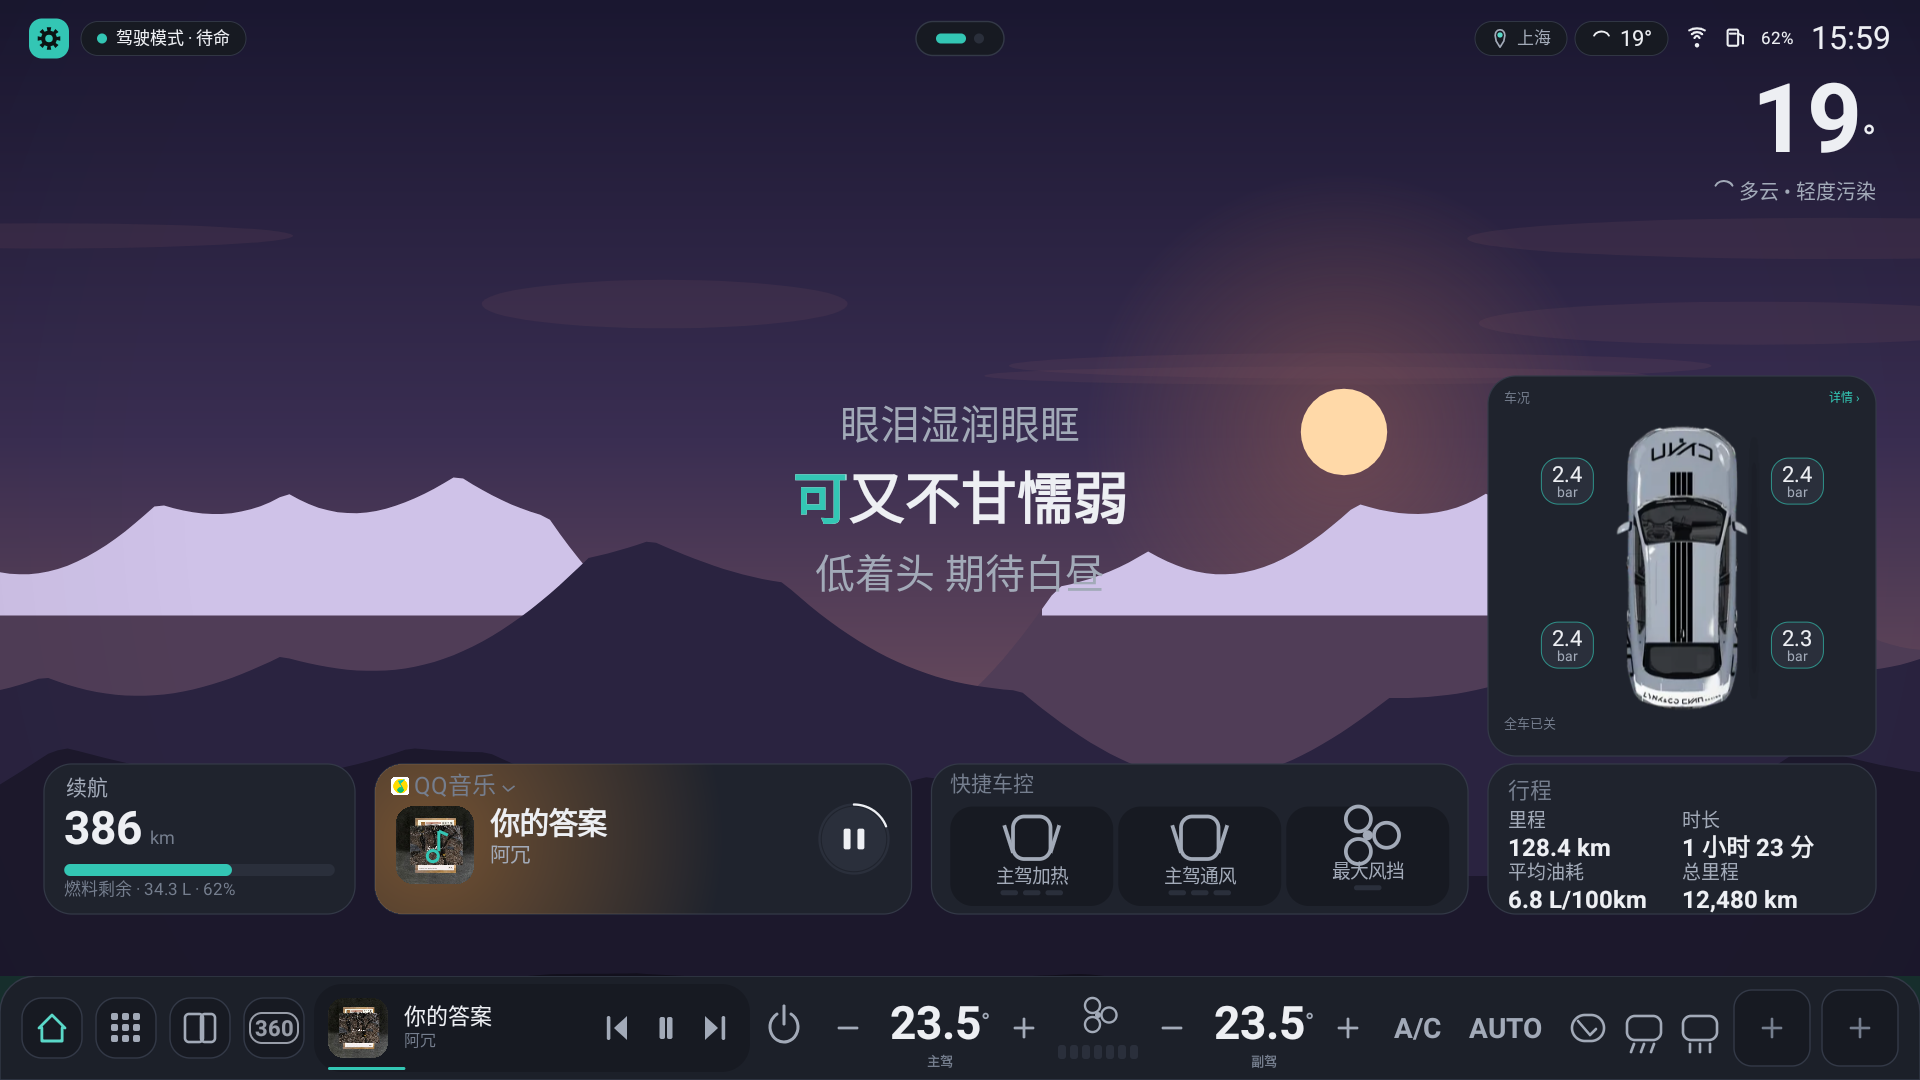 驾驶模式 · 待命
上海
19°
62%
15:59
19°
多云 • 轻度污染
眼泪湿润眼眶
可又不甘懦弱
低着头 期待白昼
车况
详情 ›
2.4
bar
2.4
bar
2.4
bar
2.3
bar
全车已关
续航
386 km
燃料剩余 · 34.3 L · 62%
QQ音乐
你的答案
阿冗
快捷车控
主驾加热
主驾通风
最大风挡
行程
里程
128.4 km
时长
1 小时 23 分
平均油耗
6.8 L/100km
总里程
12,480 km
360
你的答案
阿冗
23.5°
主驾
23.5°
副驾
A/C
AUTO